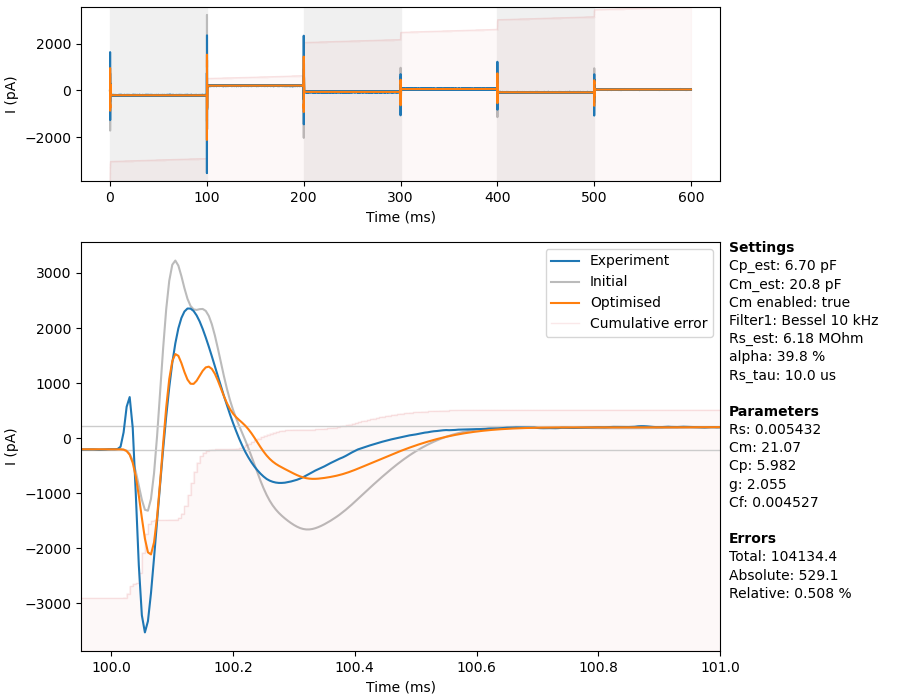 I (pA)
2000
0
−2000
0
100
200
300
400
500
600
Time (ms)
I (pA)
3000
2000
1000
0
−1000
−2000
−3000
100.0
100.2
100.4
100.6
100.8
101.0
Time (ms)
Experiment
Initial
Optimised
Cumulative error
Settings
Cp_est: 6.70 pF
Cm_est: 20.8 pF
Cm enabled: true
Filter1: Bessel 10 kHz
Rs_est: 6.18 MOhm
alpha: 39.8 %
Rs_tau: 10.0 us
Parameters
Rs: 0.005432
Cm: 21.07
Cp: 5.982
g: 2.055
Cf: 0.004527
Errors
Total: 104134.4
Absolute: 529.1
Relative: 0.508 %